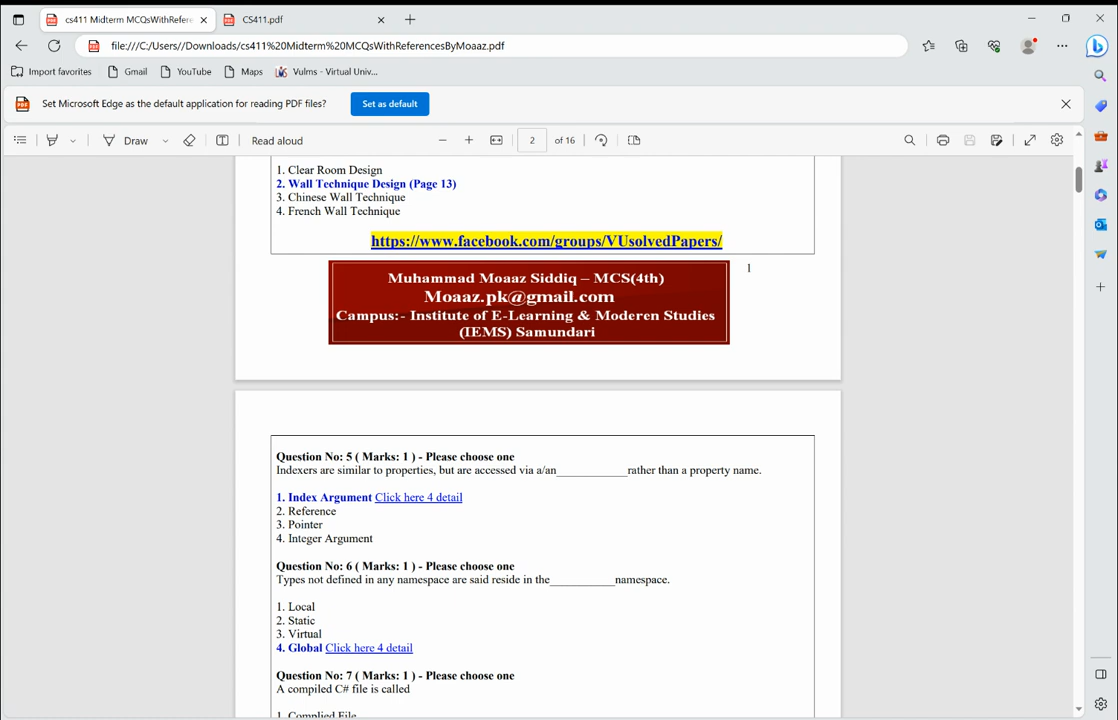 cs411 Midterm MCQsWithRefere
CS411.pdf
file:///C:/Users//Downloads/cs411%20Midterm%20MCQsWithReferencesByMoaaz.pdf
Import favorites
Gmail
YouTube
Maps
Vulms - Virtual Univ...
Set Microsoft Edge as the default application for reading PDF files?
Set as default
Draw
Read aloud
2 of 16
1. Clear Room Design
2. Wall Technique Design (Page 13)
3. Chinese Wall Technique
4. French Wall Technique
https://www.facebook.com/groups/VUsolvedPapers/
1
Muhammad Moaaz Siddiq – MCS(4th)
Moaaz.pk@gmail.com
Campus:- Institute of E-Learning & Moderen Studies
(IEMS) Samundari
Question No: 5 ( Marks: 1 ) - Please choose one
Indexers are similar to properties, but are accessed via a/an____________rather than a property name.
1. Index Argument Click here 4 detail
2. Reference
3. Pointer
4. Integer Argument
Question No: 6 ( Marks: 1 ) - Please choose one
Types not defined in any namespace are said reside in the___________namespace.
1. Local
2. Static
3. Virtual
4. Global Click here 4 detail
Question No: 7 ( Marks: 1 ) - Please choose one
A compiled C# file is called
1. Complied File